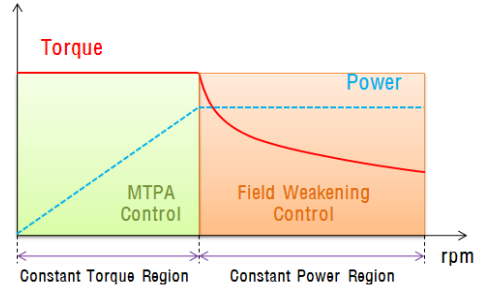 Torque
Power
MTPA
Control
Field Weakening
Control
rpm
Constant Torque Region
Constant Power Region